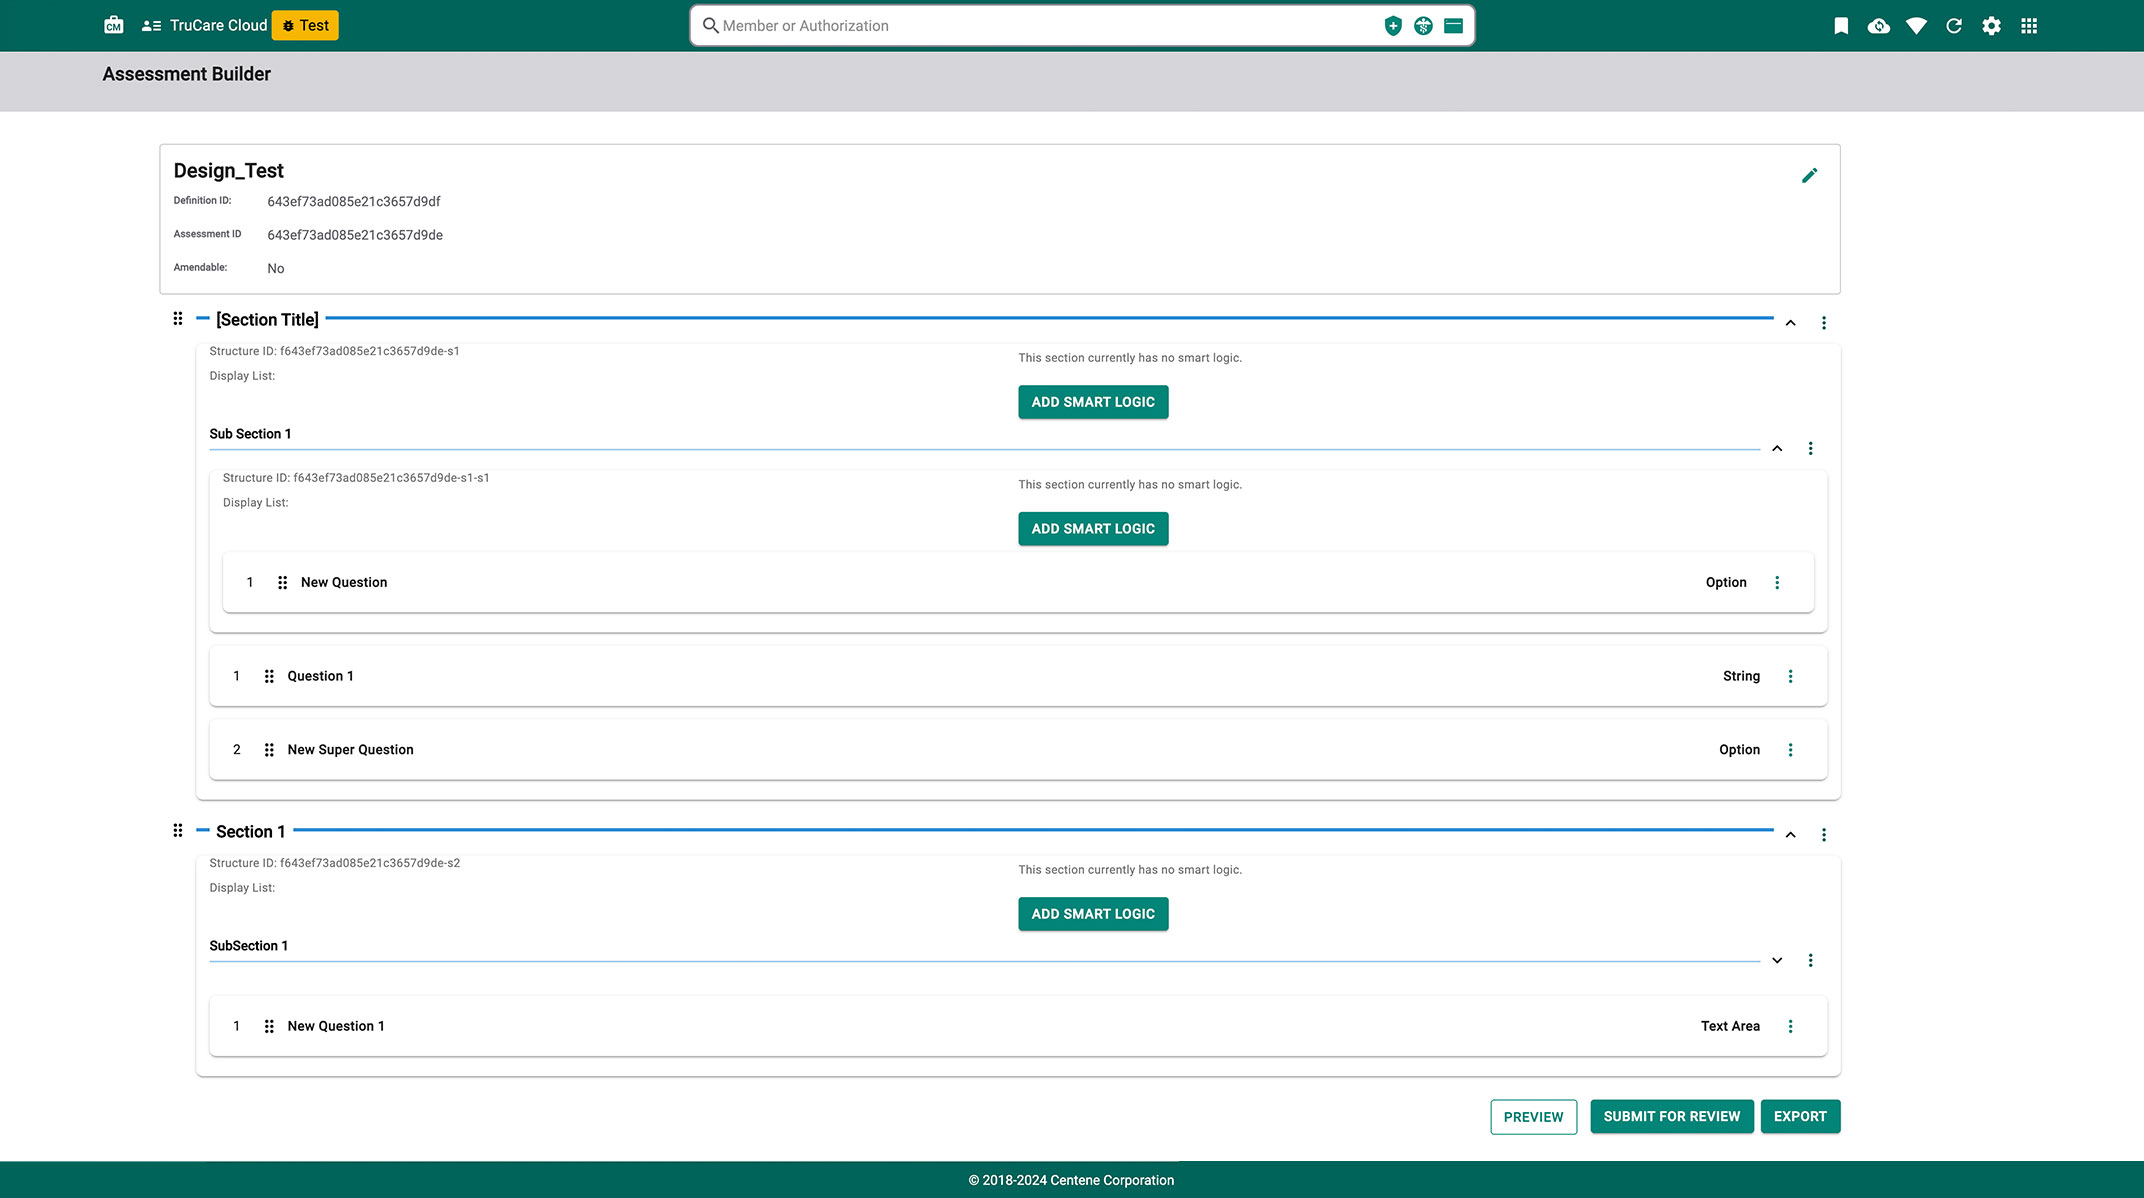 CM TruCare Cloud Test Member or Authorization
Assessment Builder
Design_Test
Definition ID: 643ef73ad085e21c3657d9df
Assessment ID 643ef73ad085e21c3657d9de
Amendable: No
[Section Title]
Structure ID: f643ef73ad085e21c3657d9de-s1
This section currently has no smart logic.
Display List:
ADD SMART LOGIC
Sub Section 1
Structure ID: f643ef73ad085e21c3657d9de-s1-s1
This section currently has no smart logic.
Display List:
ADD SMART LOGIC
1 New Question Option
1 Question 1 String
2 New Super Question Option
Section 1
Structure ID: f643ef73ad085e21c3657d9de-s2
This section currently has no smart logic.
Display List:
ADD SMART LOGIC
SubSection 1
1 New Question 1 Text Area
PREVIEW SUBMIT FOR REVIEW EXPORT
© 2018-2024 Centene Corporation